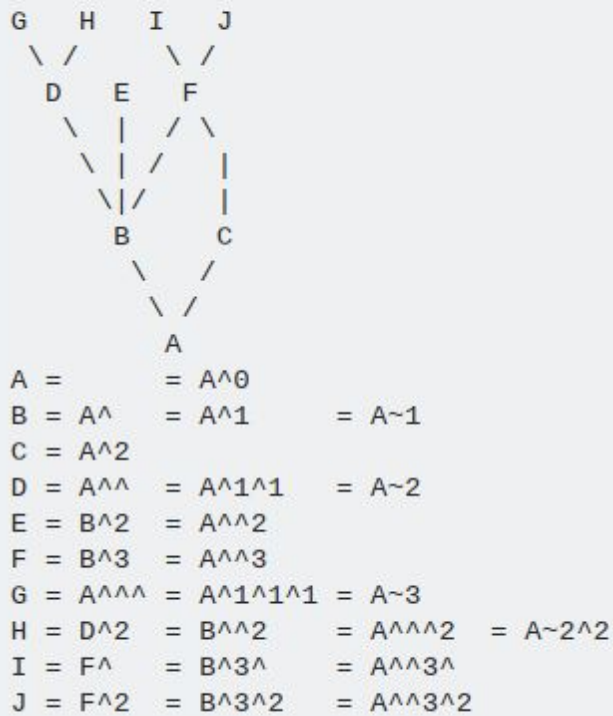 G   H   I   J
 \ /     \ /
  D   E   F
   \  |  / \
    \ | /   |
     \|/    |
      B     C
       \   /
        \ /
         A
A =      = A^0
B = A^   = A^1     = A~1
C = A^2
D = A^^  = A^1^1   = A~2
E = B^2  = A^^2
F = B^3  = A^^3
G = A^^^ = A^1^1^1 = A~3
H = D^2  = B^^2    = A^^^2  = A~2^2
I = F^   = B^3^    = A^^3^
J = F^2  = B^3^2   = A^^3^2